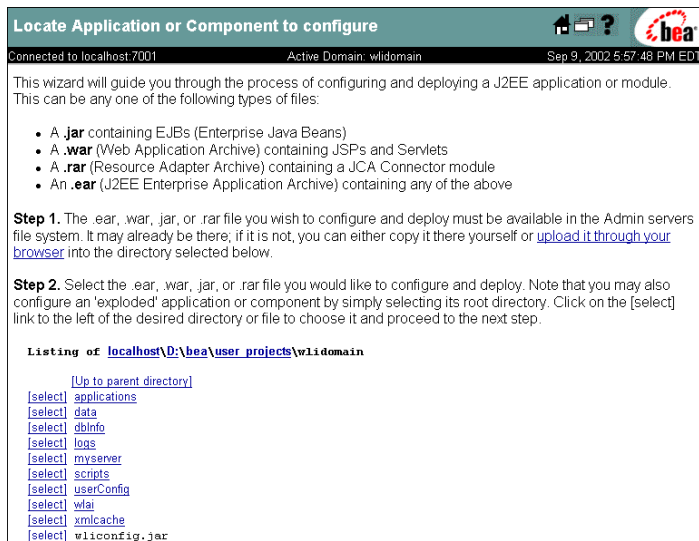 Locate Application or Component to configure
bea
Connected to localhost:7001 Active Domain: wlidomain Sep 9, 2002 5:57:48 PM EDT
This wizard will guide you through the process of configuring and deploying a J2EE application or module.
This can be any one of the following types of files:
• A .jar containing EJBs (Enterprise Java Beans)
• A .war (Web Application Archive) containing JSPs and Servlets
• A .rar (Resource Adapter Archive) containing a JCA Connector module
• An .ear (J2EE Enterprise Application Archive) containing any of the above
Step 1. The .ear, .war, .jar, or .rar file you wish to configure and deploy must be available in the Admin servers
file system. It may already be there; if it is not, you can either copy it there yourself or upload it through your
browser into the directory selected below.
Step 2. Select the .ear, .war, .jar, or .rar file you would like to configure and deploy. Note that you may also
configure an 'exploded' application or component by simply selecting its root directory. Click on the [select]
link to the left of the desired directory or file to choose it and proceed to the next step.
Listing of localhost\D:\bea\user_projects\wlidomain
[Up to parent directory]
[select] applications
[select] data
[select] dbInfo
[select] logs
[select] myserver
[select] scripts
[select] userConfig
[select] wlai
[select] xmlcache
[select] wliconfig.jar